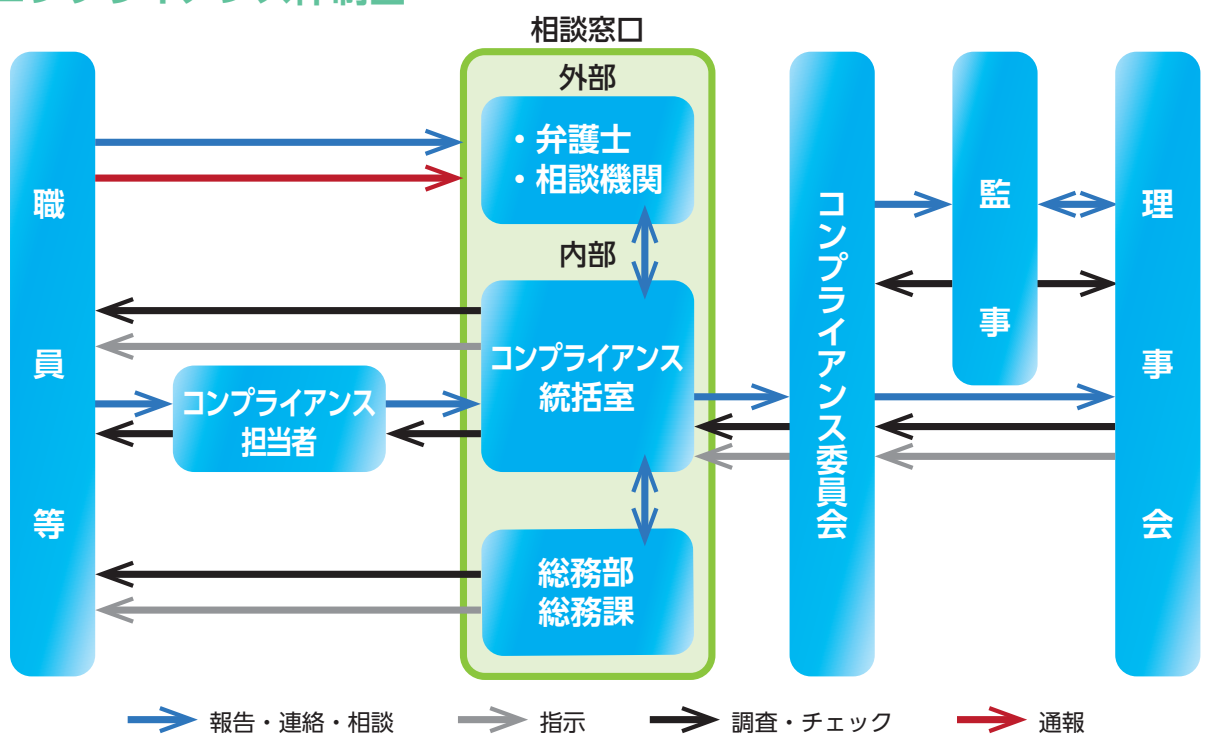 相談窓口
外部
・弁護士
・相談機関
内部
コンプライアンス
統括室
総務部
総務課
職員等
コンプライアンス
担当者
コンプライアンス委員会
監事
理事会
報告・連絡・相談
指示
調査・チェック
通報